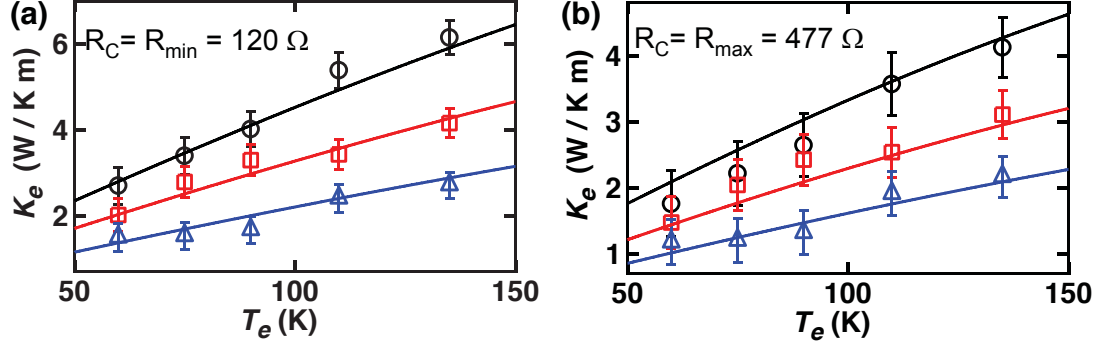 (a)
R_C = R_min = 120 Ω
K_e (W / K m)
6
4
2
50 100 150
T_e (K)
(b)
R_C = R_max = 477 Ω
K_e (W / K m)
4
3
2
1
50 100 150
T_e (K)